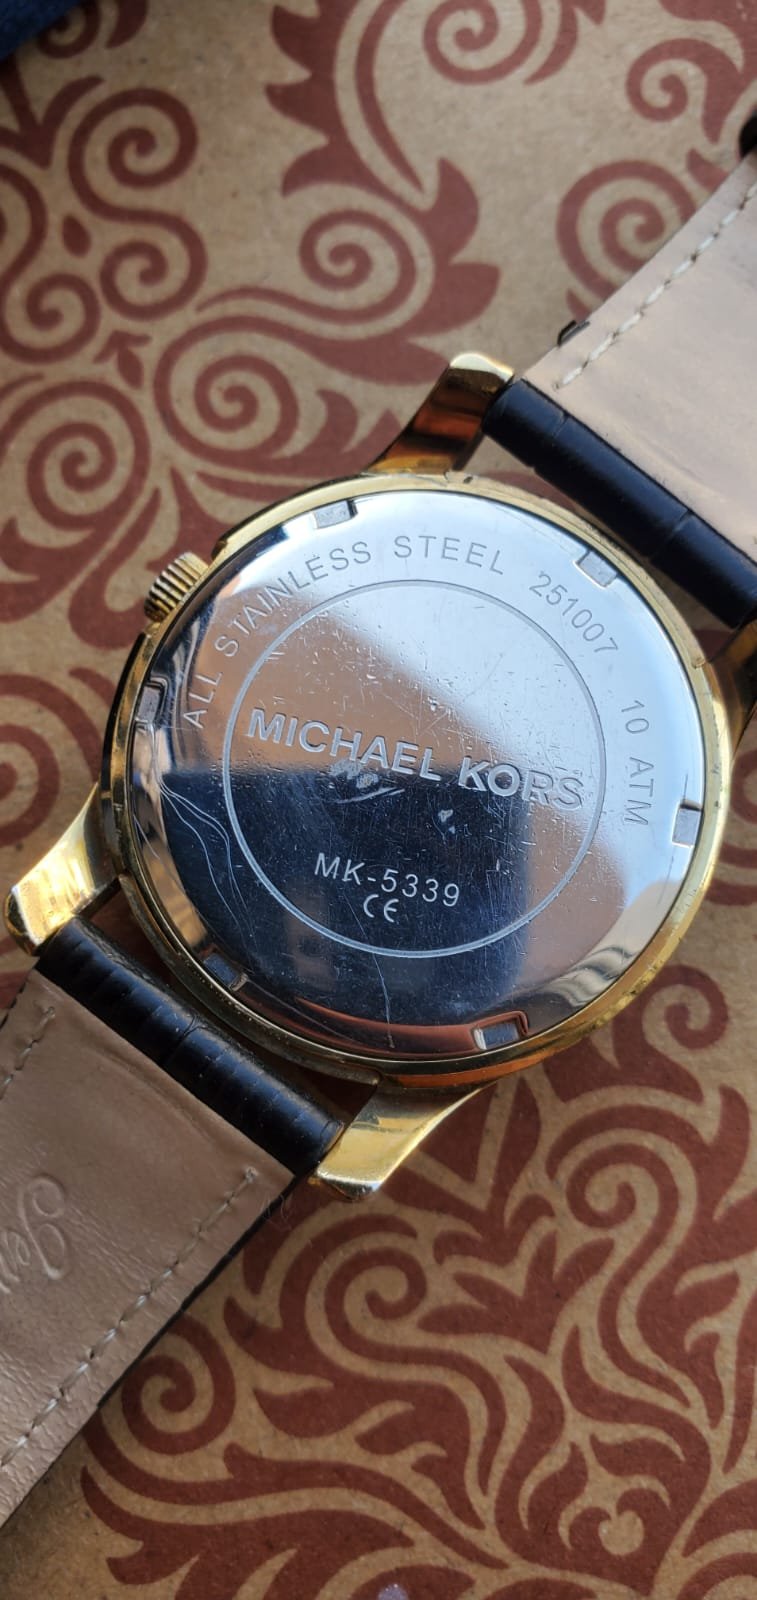 ALL STAINLESS STEEL 251007 10 ATM
MICHAEL KORS
MK-5339
CE